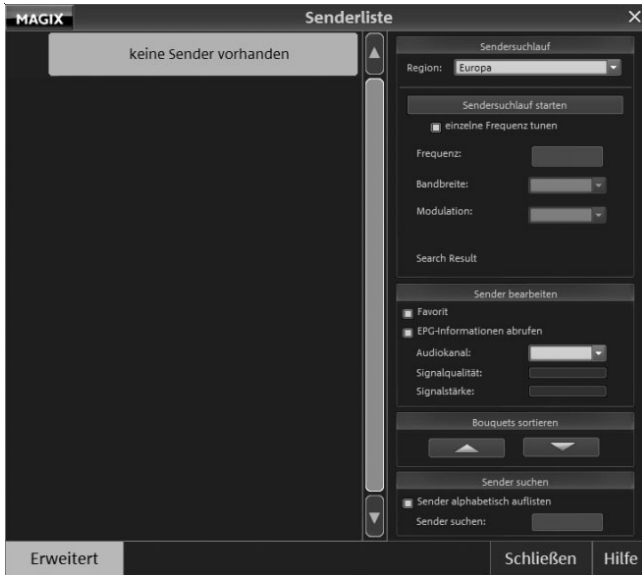 MAGIX
Senderliste
keine Sender vorhanden
Sendersuchlauf
Region: Europa
Sendersuchlauf starten
einzelne Frequenz tunen
Frequenz:
Bandbreite:
Modulation:
Search Result
Sender bearbeiten
Favorit
EPG-Informationen abrufen
Audiokanal:
Signalqualität:
Signalstärke:
Bouquets sortieren
Sender suchen
Sender alphabetisch auflisten
Sender suchen:
Erweitert
Schließen
Hilfe